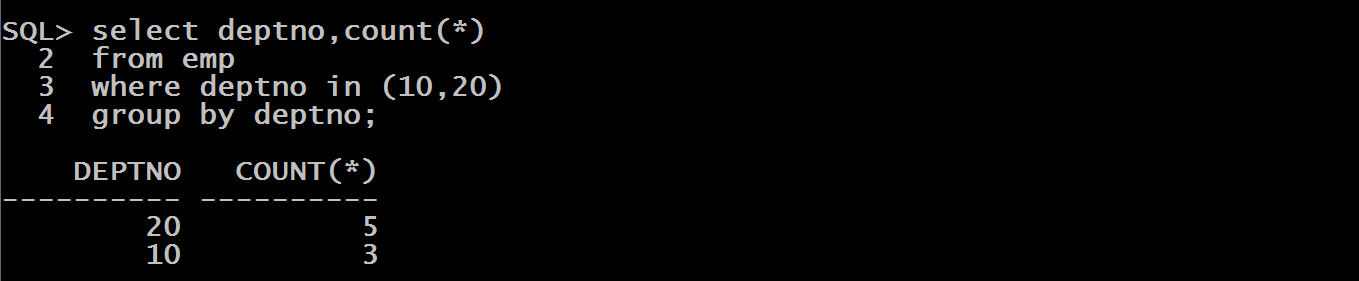 SQL> select deptno,count(*)
  2  from emp
  3  where deptno in (10,20)
  4  group by deptno;

    DEPTNO   COUNT(*)
---------- ----------
        20          5
        10          3